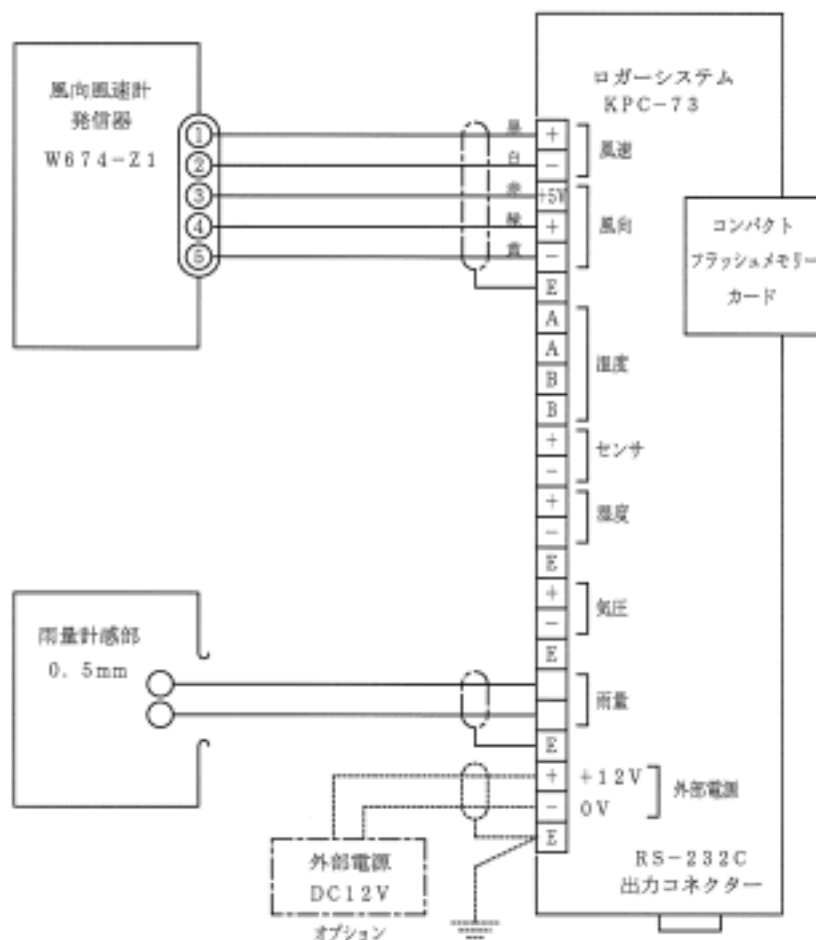 風向風速計
発信器
W674-Z1
①
②
③
④
⑤
黒
白
赤
緑
黄
ロガーシステム
KPC-73
+
-
風速
+5V
+
-
風向
E
A
A
B
B
温度
+
-
センサ
+
-
湿度
E
+
-
気圧
E
雨量
E
+
+12V
-
0V
外部電源
E
コンパクト
フラッシュメモリー
カード
雨量計感部
0.5mm
外部電源
DC12V
オプション
RS-232C
出力コネクター